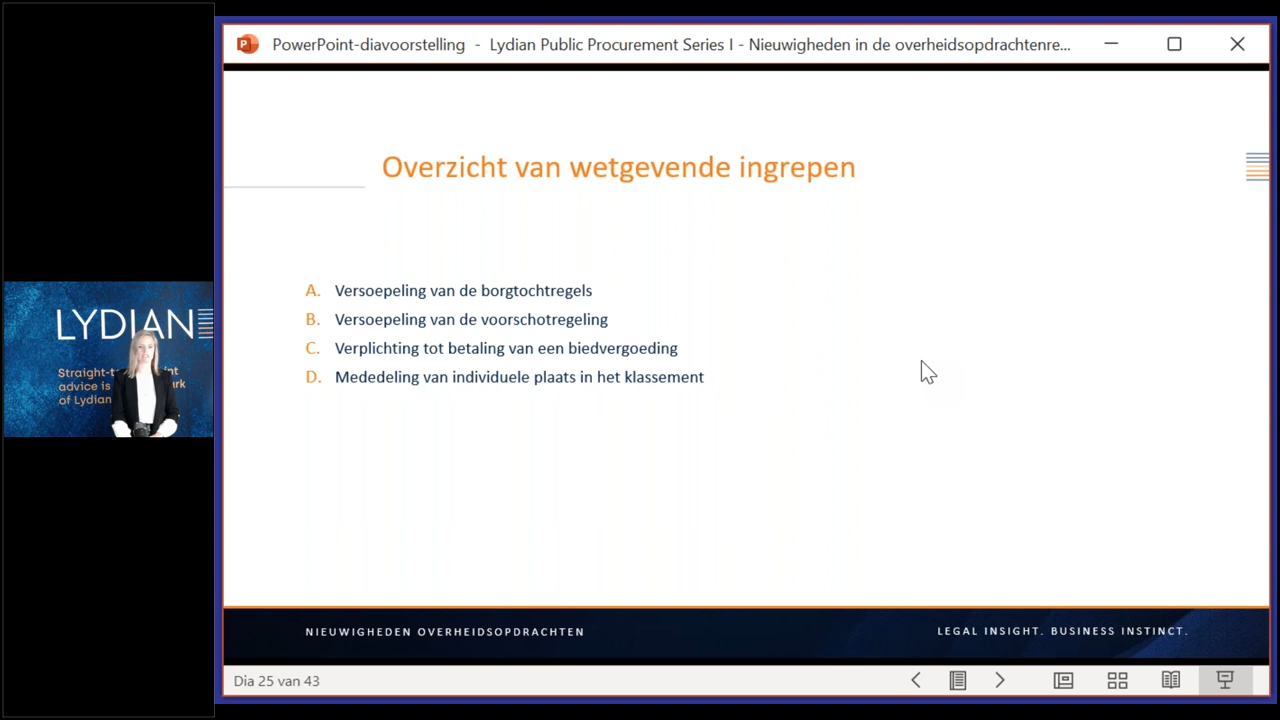 PowerPoint-diavoorstelling - Lydian Public Procurement Series I - Nieuwigheden in de overheidsopdrachtenre...
Overzicht van wetgevende ingrepen
A. Versoepeling van de borgtochtregels
B. Versoepeling van de voorschotregeling
C. Verplichting tot betaling van een biedvergoeding
D. Mededeling van individuele plaats in het klassement
LYDIAN
advice is
of Lydian
NIEUWIGHEDEN OVERHEIDSOPDRACHTEN
LEGAL INSIGHT. BUSINESS INSTINCT.
Dia 25 van 43